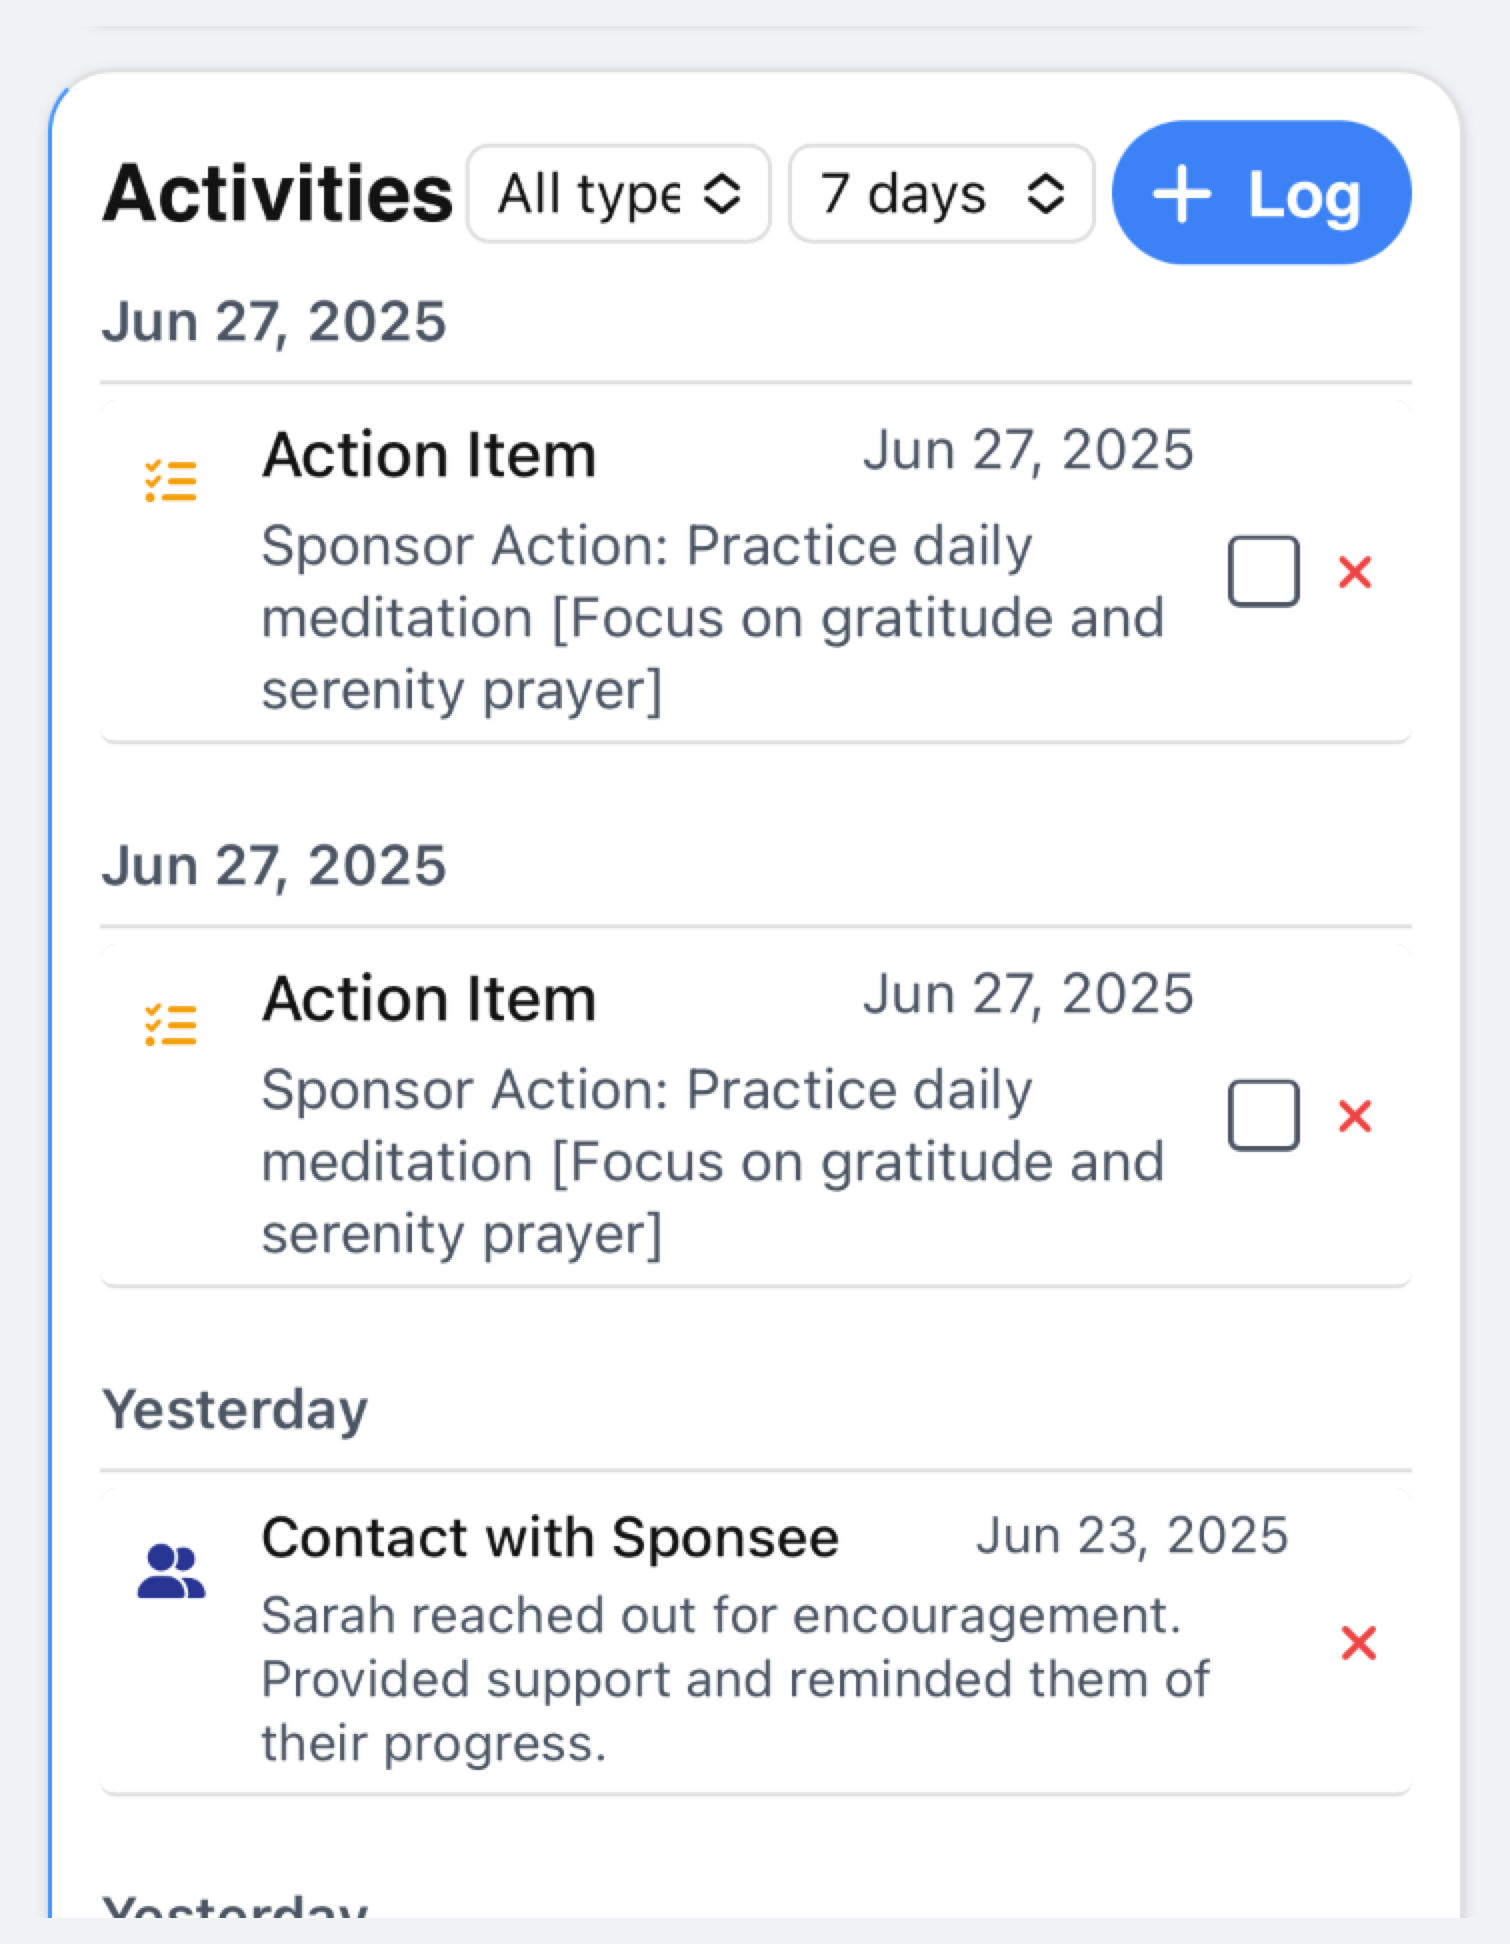 Activities All type 7 days + Log
Jun 27, 2025
Action Item Jun 27, 2025
Sponsor Action: Practice daily
meditation [Focus on gratitude and
serenity prayer]
Jun 27, 2025
Action Item Jun 27, 2025
Sponsor Action: Practice daily
meditation [Focus on gratitude and
serenity prayer]
Yesterday
Contact with Sponsee Jun 23, 2025
Sarah reached out for encouragement.
Provided support and reminded them of
their progress.
Yesterday